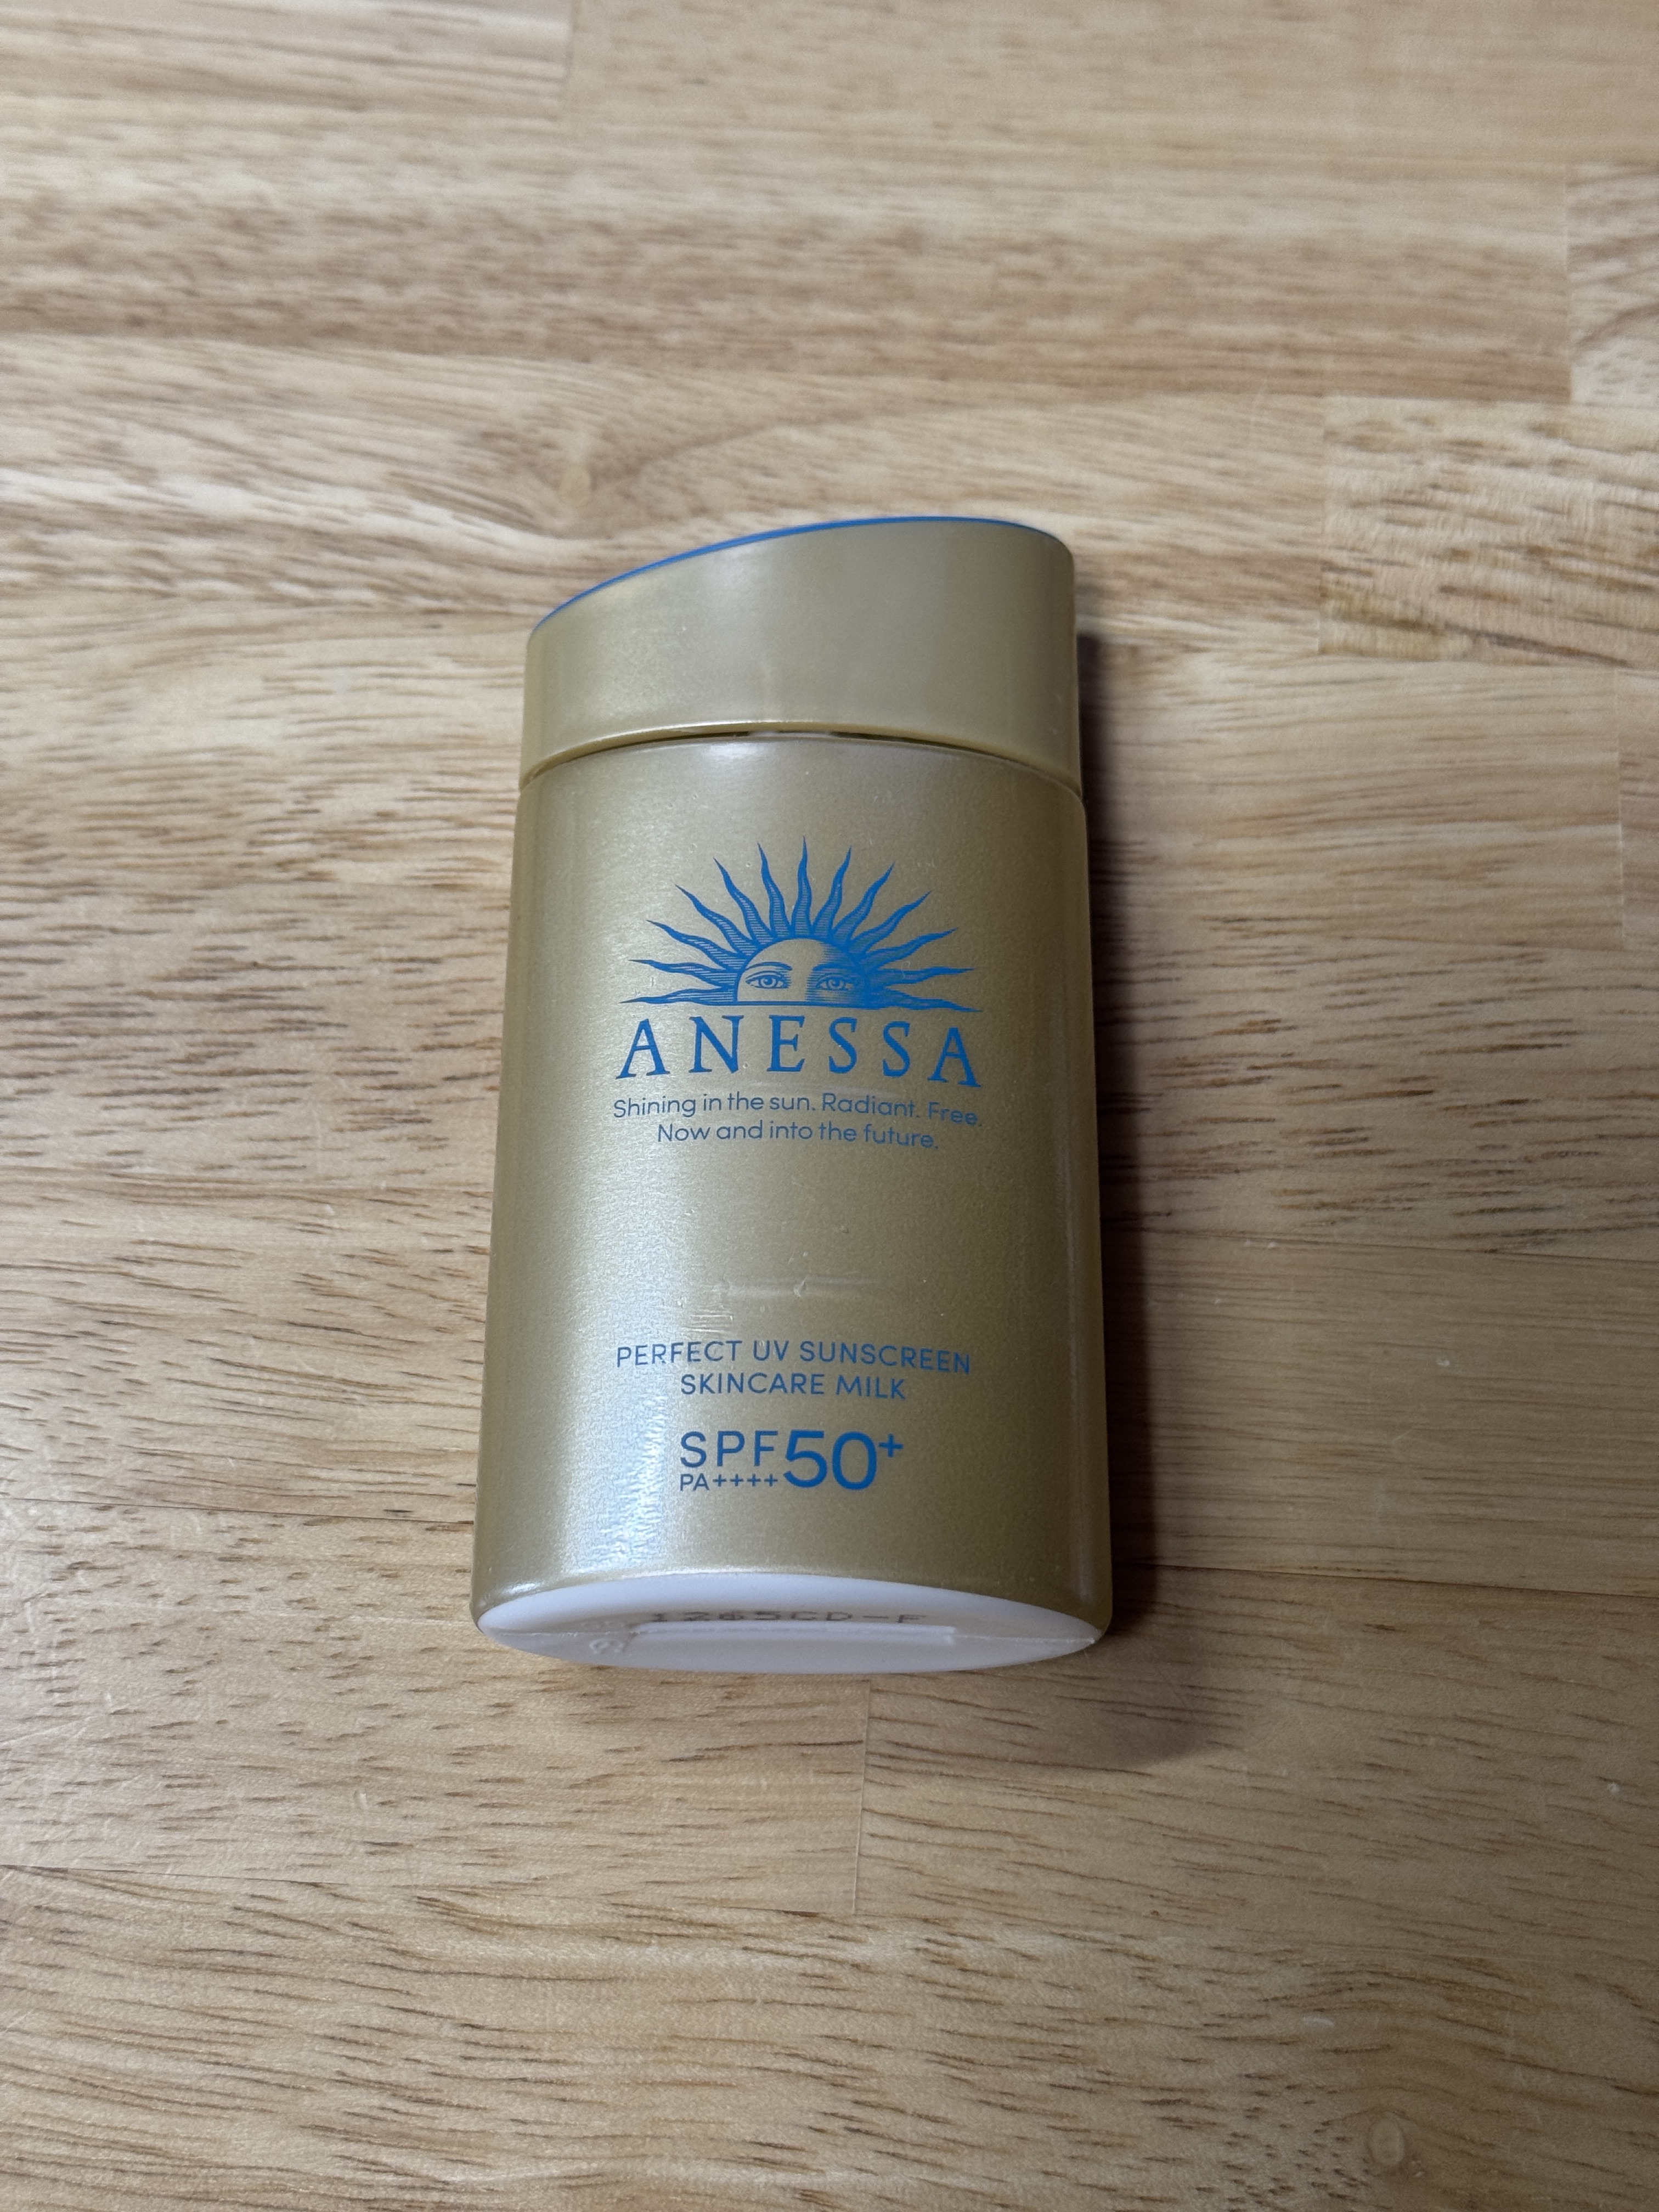 ANESSA
Shining in the sun. Radiant. Free.
Now and into the future.
PERFECT UV SUNSCREEN
SKINCARE MILK
SPF50+
PA++++